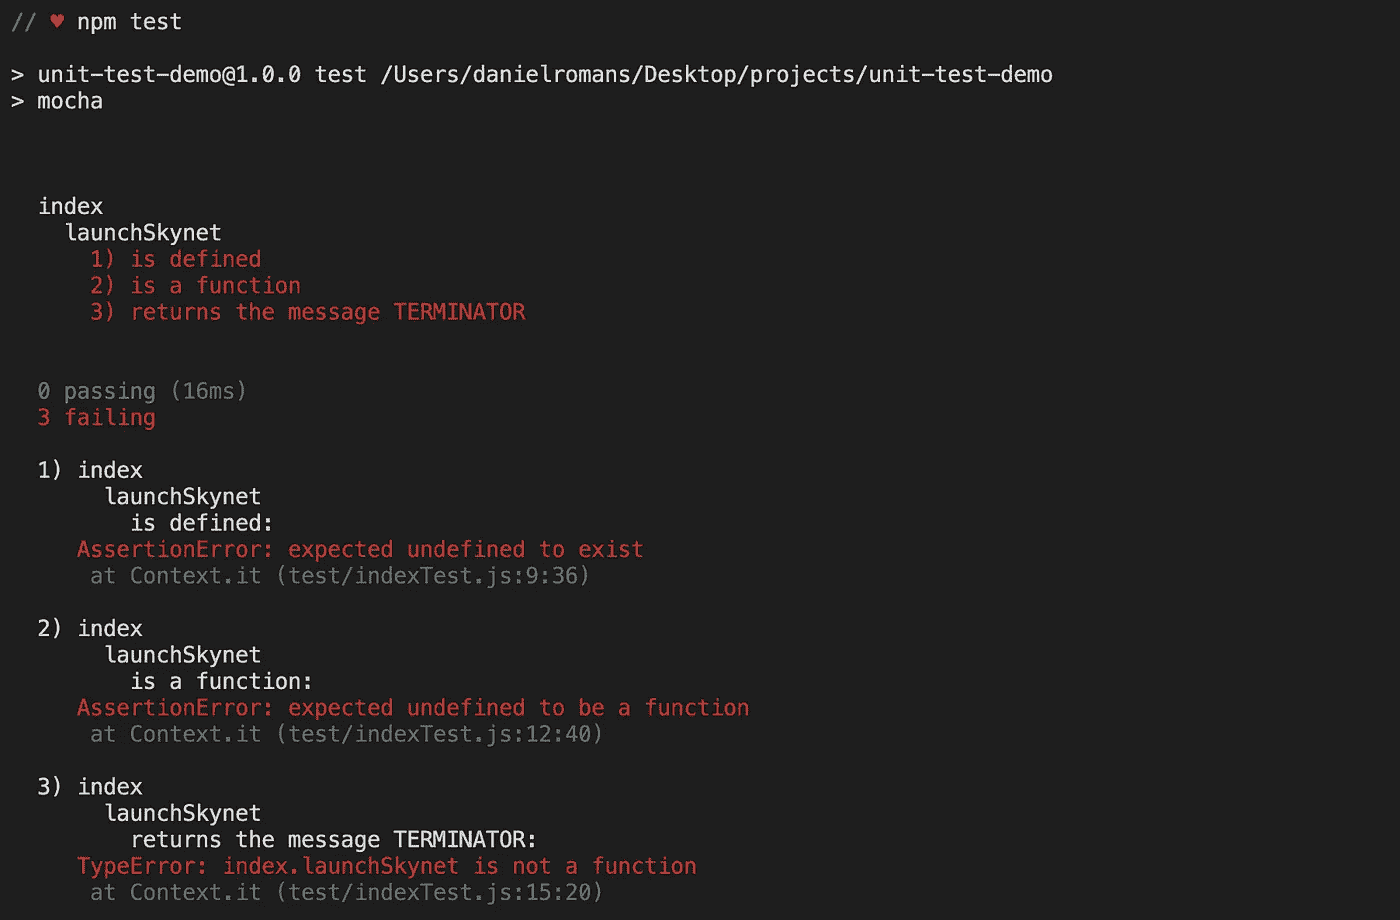 // ♥ npm test
> unit-test-demo@1.0.0 test /Users/danielromans/Desktop/projects/unit-test-demo
> mocha
index
launchSkynet
1) is defined
2) is a function
3) returns the message TERMINATOR
0 passing (16ms)
3 failing
1) index
launchSkynet
is defined:
AssertionError: expected undefined to exist
at Context.it (test/indexTest.js:9:36)
2) index
launchSkynet
is a function:
AssertionError: expected undefined to be a function
at Context.it (test/indexTest.js:12:40)
3) index
launchSkynet
returns the message TERMINATOR:
TypeError: index.launchSkynet is not a function
at Context.it (test/indexTest.js:15:20)